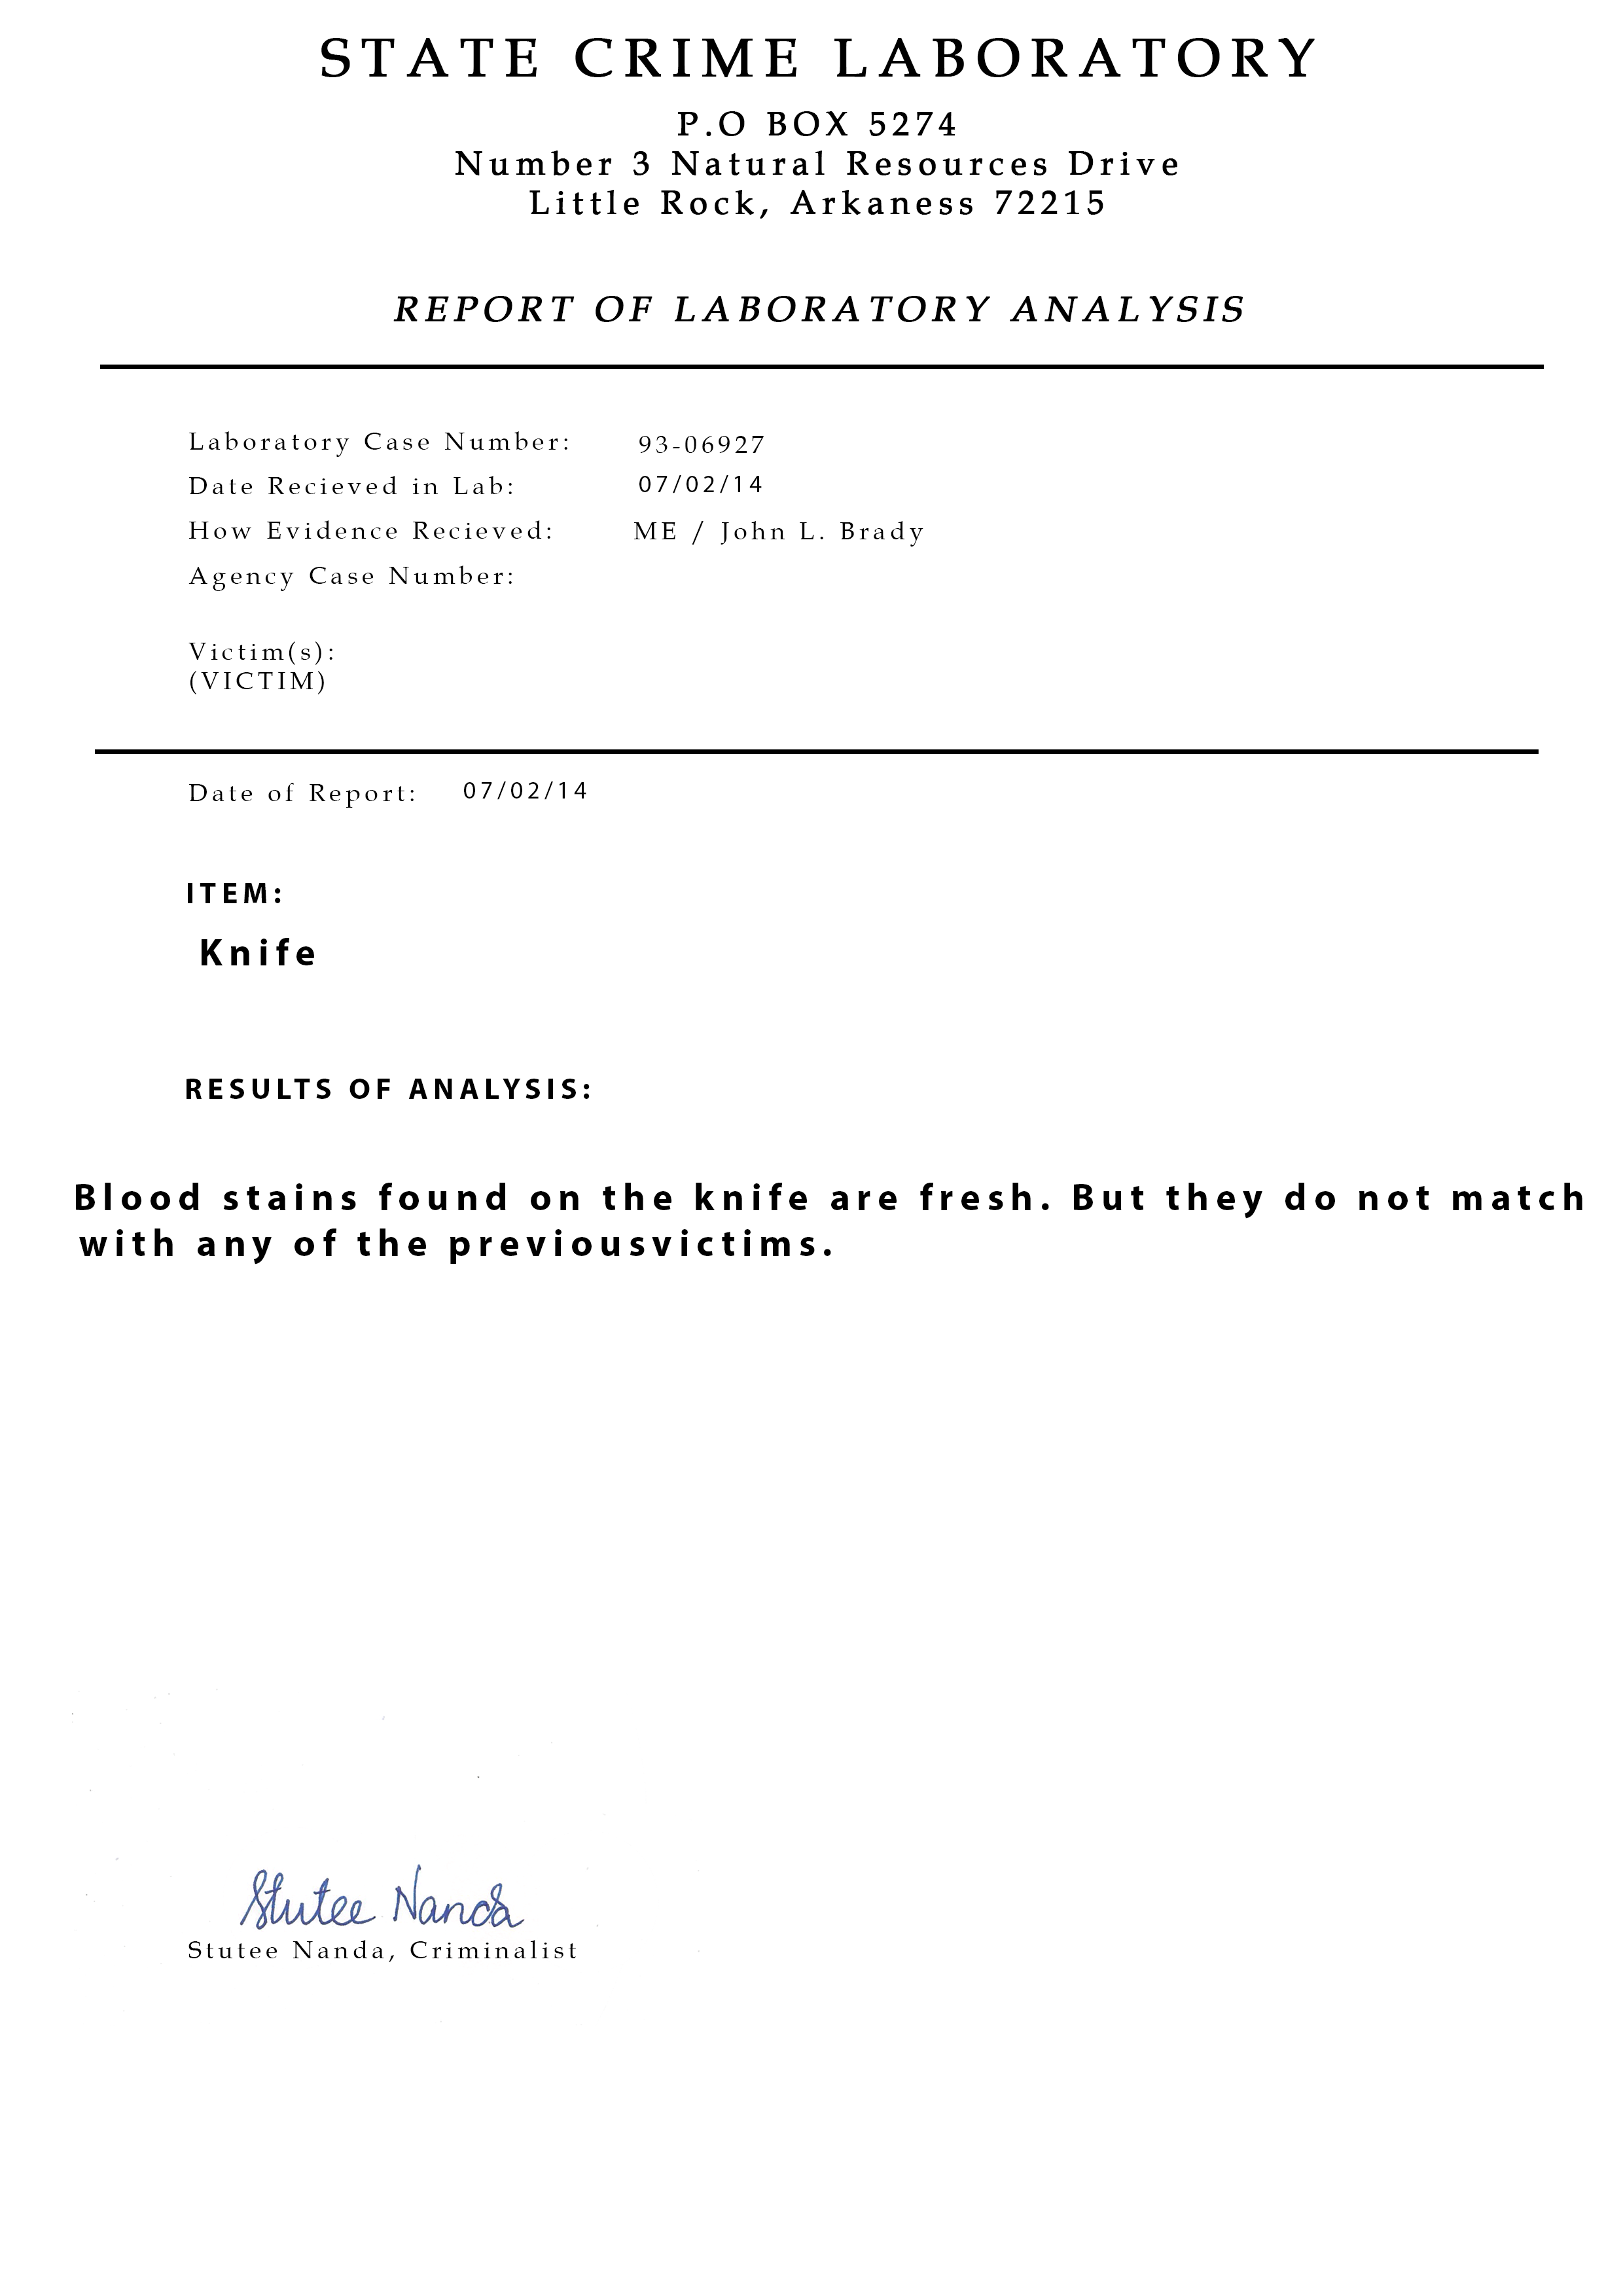 STATE CRIME LABORATORY
P.O BOX 5274
Number 3 Natural Resources Drive
Little Rock, Arkaness 72215
REPORT OF LABORATORY ANALYSIS
Laboratory Case Number: 93-06927
Date Recieved in Lab: 07/02/14
How Evidence Recieved: ME / John L. Brady
Agency Case Number:
Victim(s):
(VICTIM)
Date of Report: 07/02/14
ITEM:
Knife
RESULTS OF ANALYSIS:
Blood stains found on the knife are fresh. But they do not match
with any of the previousvictims.
Stutee Nanda
Stutee Nanda, Criminalist